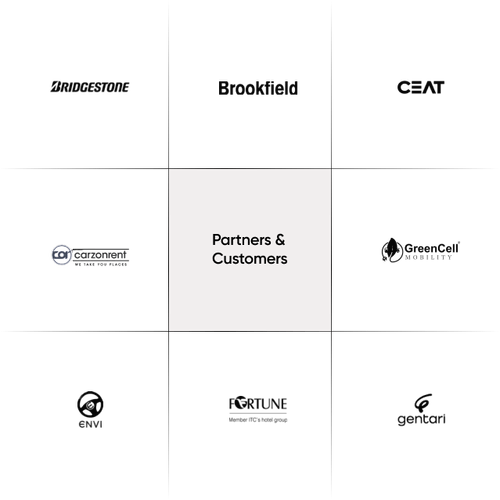 BRIDGESTONE
Brookfield
CEAT
cor carzonrent
WE TAKE YOU PLACES
Partners &
Customers
GreenCell
MOBILITY
ENVI
FORTUNE
Member ITC's hotel group
gentari